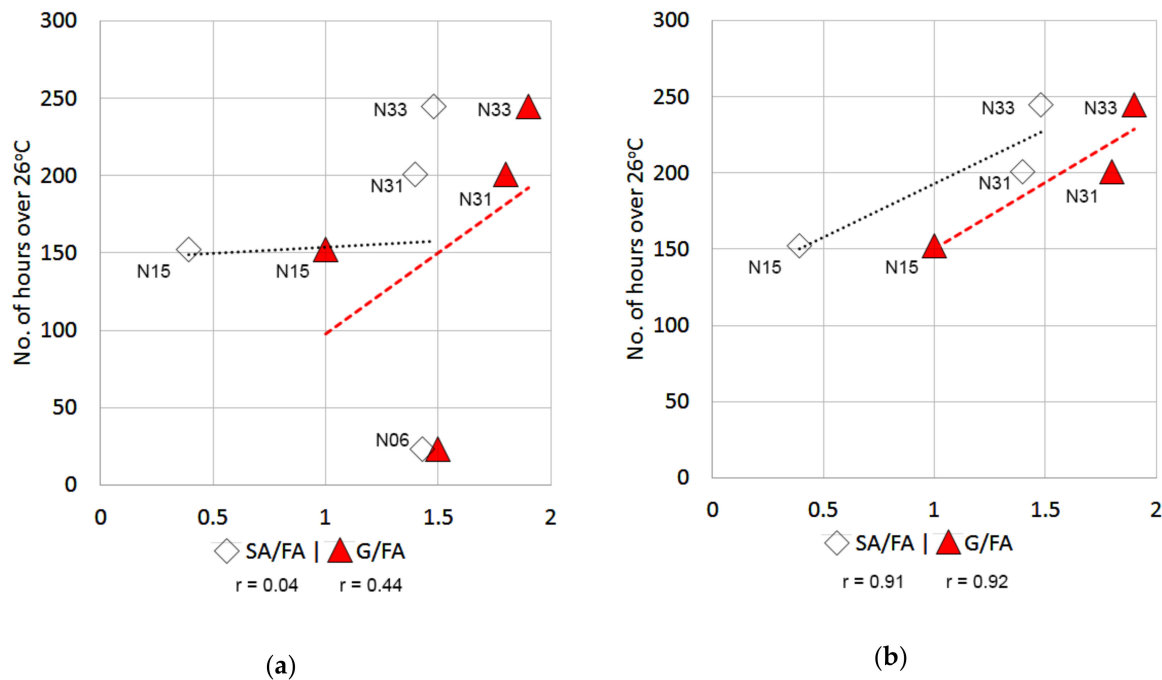 300
250
200
150
100
50
0
No. of hours over 26°C
N33
N33
N31
N31
N15
N15
N06
0
0.5
1
1.5
2
SA/FA | G/FA
r = 0.04 r = 0.44
(a)
300
250
200
150
100
50
0
No. of hours over 26°C
N33
N33
N31
N31
N15
N15
0
0.5
1
1.5
2
SA/FA | G/FA
r = 0.91 r = 0.92
(b)